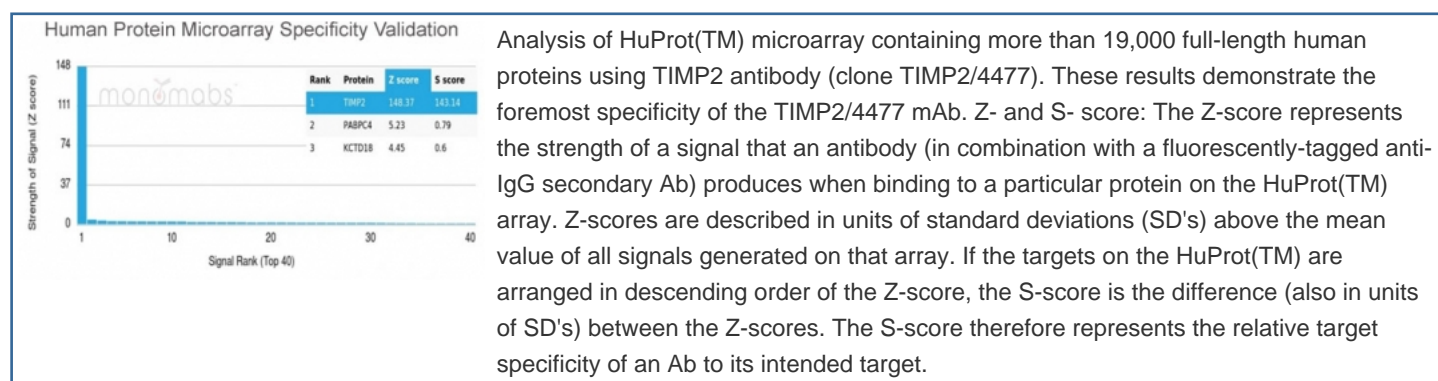 Human Protein Microarray Specificity Validation
Strength of Signal (Z score)
148
111
74
37
0
monomabs
Rank Protein Z score S score
1 TIMP2 148.37 143.14
2 PABPC4 5.23 0.79
3 KCTD18 4.45 0.6
1 10 20 30 40
Signal Rank (Top 40)
Analysis of HuProt(TM) microarray containing more than 19,000 full-length human
proteins using TIMP2 antibody (clone TIMP2/4477). These results demonstrate the
foremost specificity of the TIMP2/4477 mAb. Z- and S- score: The Z-score represents
the strength of a signal that an antibody (in combination with a fluorescently-tagged anti-
IgG secondary Ab) produces when binding to a particular protein on the HuProt(TM)
array. Z-scores are described in units of standard deviations (SD's) above the mean
value of all signals generated on that array. If the targets on the HuProt(TM) are
arranged in descending order of the Z-score, the S-score is the difference (also in units
of SD's) between the Z-scores. The S-score therefore represents the relative target
specificity of an Ab to its intended target.